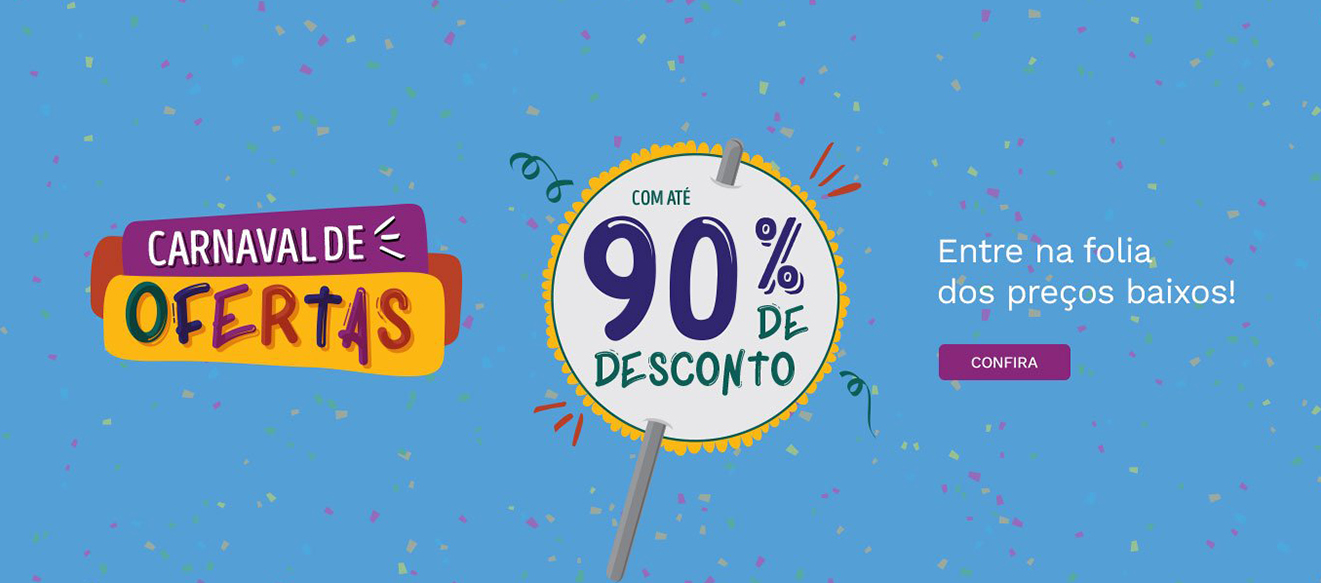 CARNAVAL DE
OFERTAS
COM ATÉ
90%
DE
DESCONTO
Entre na folia
dos preços baixos!
CONFIRA